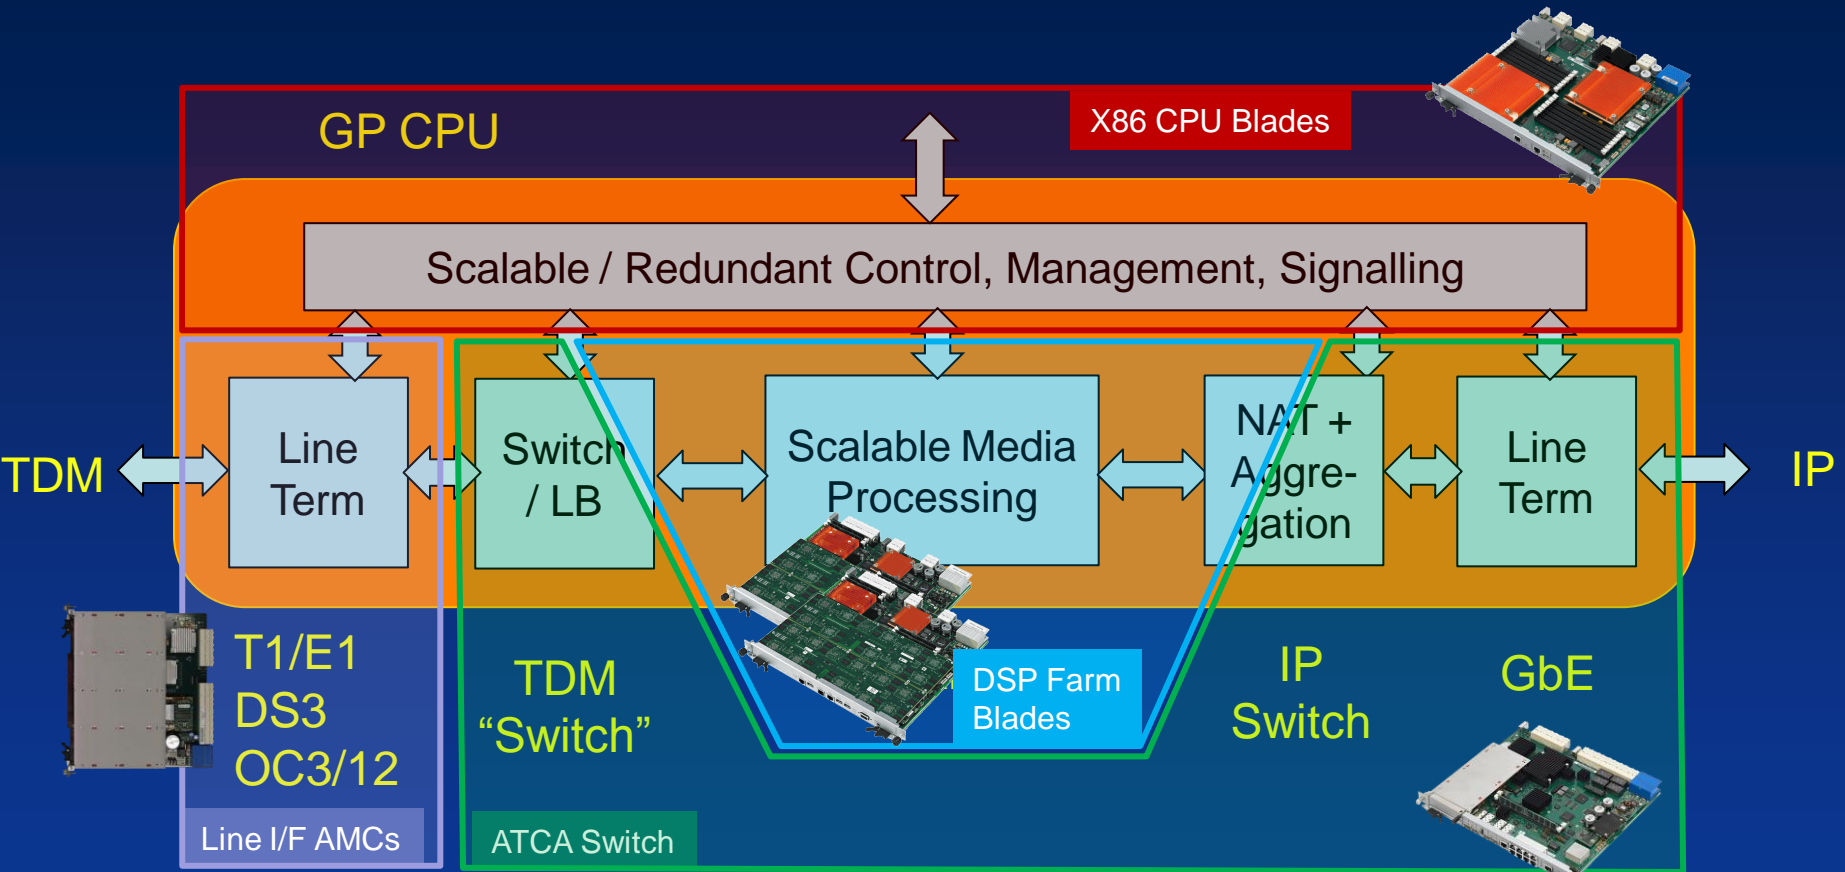 GP CPU
X86 CPU Blades
Scalable / Redundant Control, Management, Signalling
TDM
Line
Term
Switch
/ LB
Scalable Media
Processing
NAT +
Aggre-
gation
Line
Term
IP
T1/E1
DS3
OC3/12
TDM
“Switch”
DSP Farm
Blades
IP
Switch
GbE
Line I/F AMCs
ATCA Switch